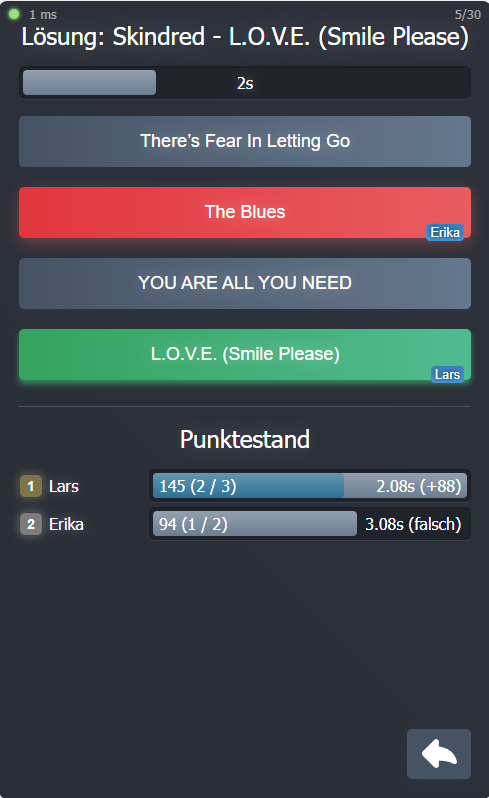 1 ms
5/30
Lösung: Skindred - L.O.V.E. (Smile Please)
2s
There’s Fear In Letting Go
The Blues
Erika
YOU ARE ALL YOU NEED
L.O.V.E. (Smile Please)
Lars
Punktestand
1 Lars 145 (2 / 3) 2.08s (+88)
2 Erika 94 (1 / 2) 3.08s (falsch)